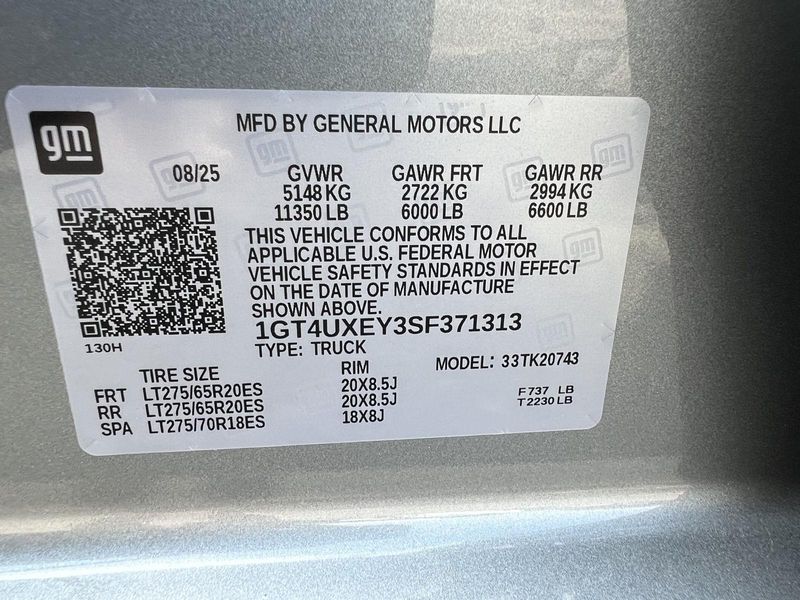 gm
MFD BY GENERAL MOTORS LLC
08/25 GVWR GAWR FRT GAWR RR
5148 KG 2722 KG 2994 KG
11350 LB 6000 LB 6600 LB
THIS VEHICLE CONFORMS TO ALL
APPLICABLE U.S. FEDERAL MOTOR
VEHICLE SAFETY STANDARDS IN EFFECT
ON THE DATE OF MANUFACTURE
SHOWN ABOVE.
130H
1GT4UXEY3SF371313
TYPE: TRUCK MODEL: 33TK20743
TIRE SIZE RIM
FRT LT275/65R20ES 20X8.5J F 737 LB
RR LT275/65R20ES 20X8.5J T 2230 LB
SPA LT275/70R18ES 18X8J